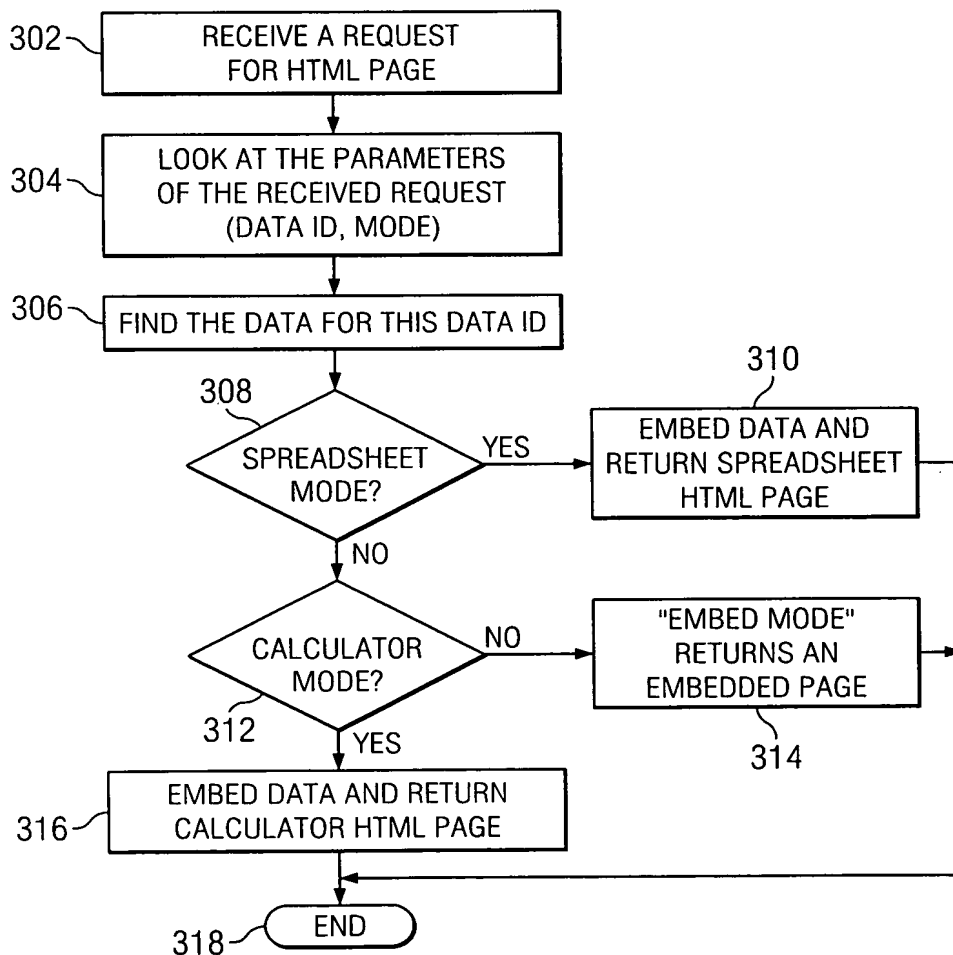 302
RECEIVE A REQUEST
FOR HTML PAGE
304
LOOK AT THE PARAMETERS
OF THE RECEIVED REQUEST
(DATA ID, MODE)
306
FIND THE DATA FOR THIS DATA ID
308
SPREADSHEET
MODE?
YES
310
EMBED DATA AND
RETURN SPREADSHEET
HTML PAGE
NO
CALCULATOR
MODE?
312
NO
"EMBED MODE"
RETURNS AN
EMBEDDED PAGE
314
YES
316
EMBED DATA AND RETURN
CALCULATOR HTML PAGE
END
318